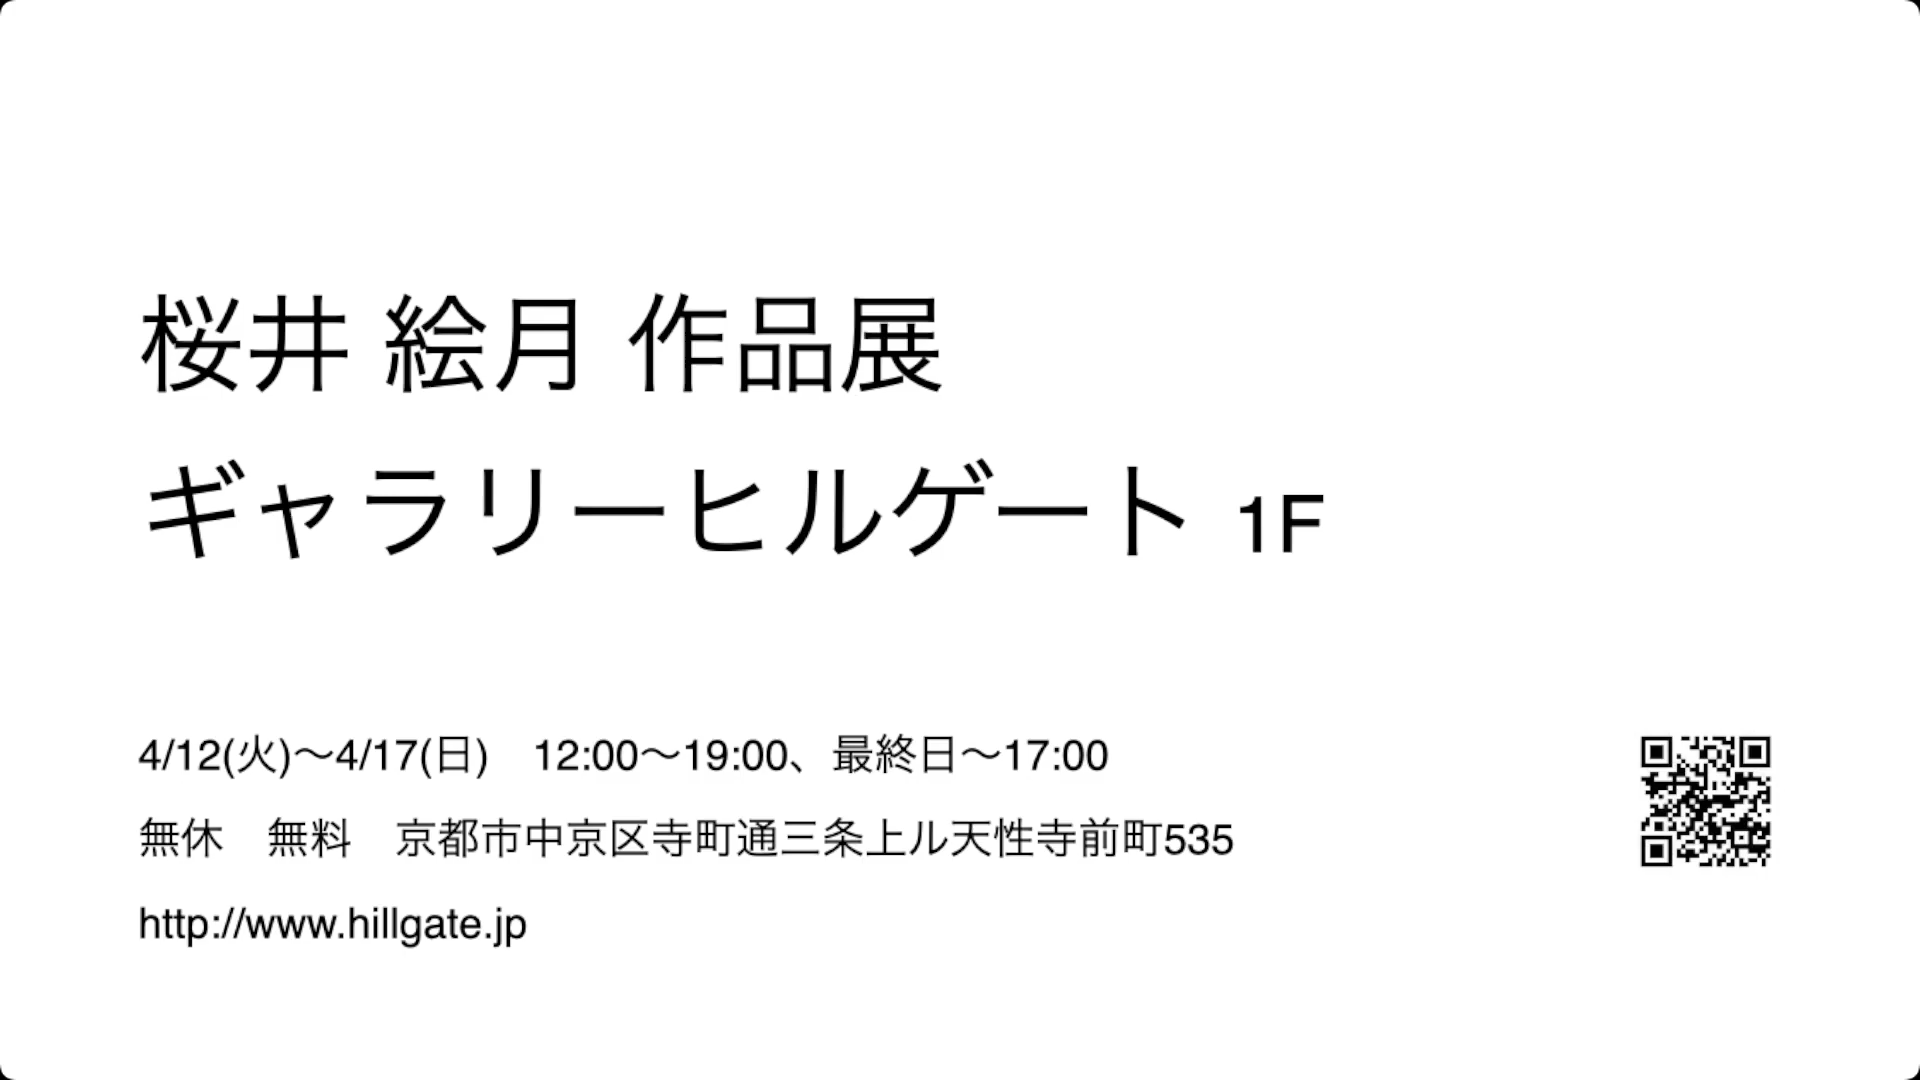 桜井 絵月 作品展
ギャラリーヒルゲート 1F
4/12(火)〜4/17(日)　12:00〜19:00、最終日〜17:00
無休　無料　京都市中京区寺町通三条上ル天性寺前町535
http://www.hillgate.jp